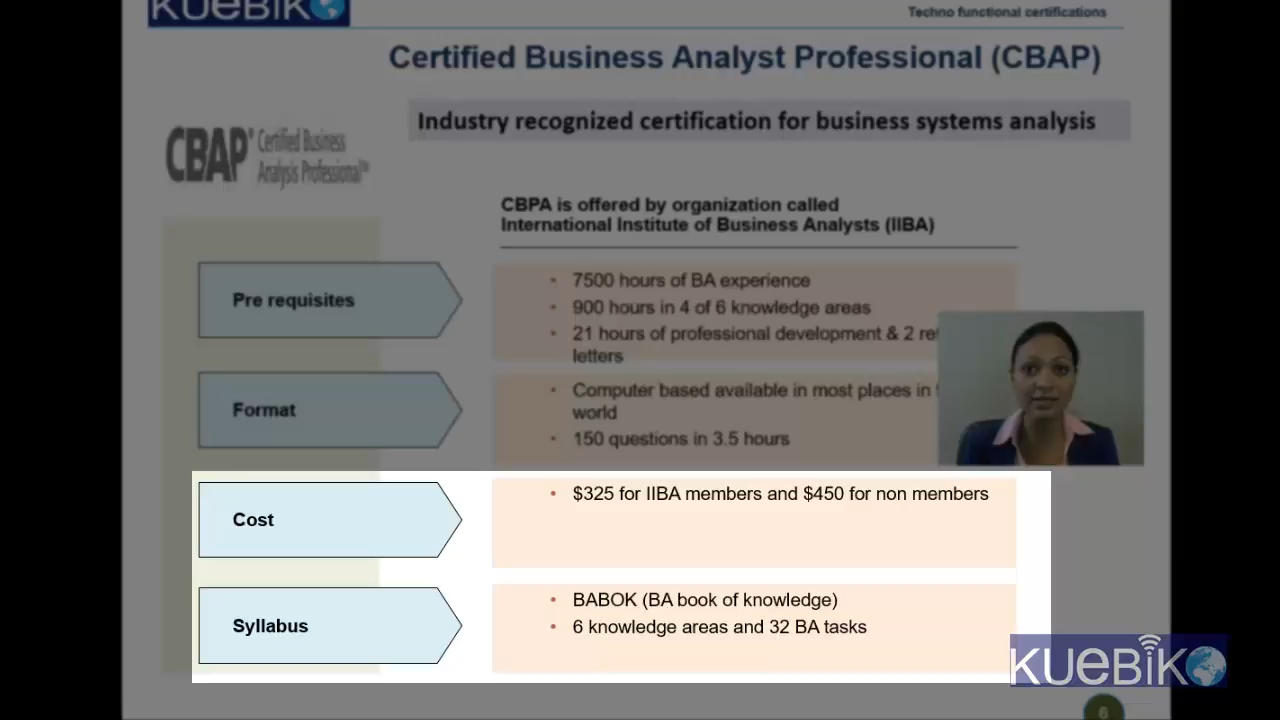 KUEBIKO
Techno functional certifications
Certified Business Analyst Professional (CBAP)
Industry recognized certification for business systems analysis
CBAP® Certified Business
Analysis Professional™
CBPA is offered by organization called
International Institute of Business Analysts (IIBA)
Pre requisites
• 7500 hours of BA experience
• 900 hours in 4 of 6 knowledge areas
• 21 hours of professional development & 2
letters
Format
• Computer based available in most places in
world
• 150 questions in 3.5 hours
Cost
• $325 for IIBA members and $450 for non members
Syllabus
• BABOK (BA book of knowledge)
• 6 knowledge areas and 32 BA tasks
KUEBIKO
6